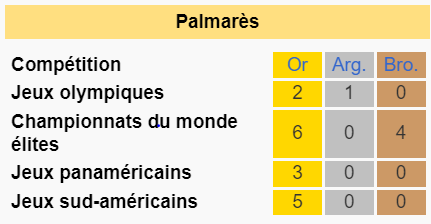 Palmarès
Compétition Or Arg. Bro.
Jeux olympiques 2 1 0
Championnats du monde
élites 6 0 4
Jeux panaméricains 3 0 0
Jeux sud-américains 5 0 0